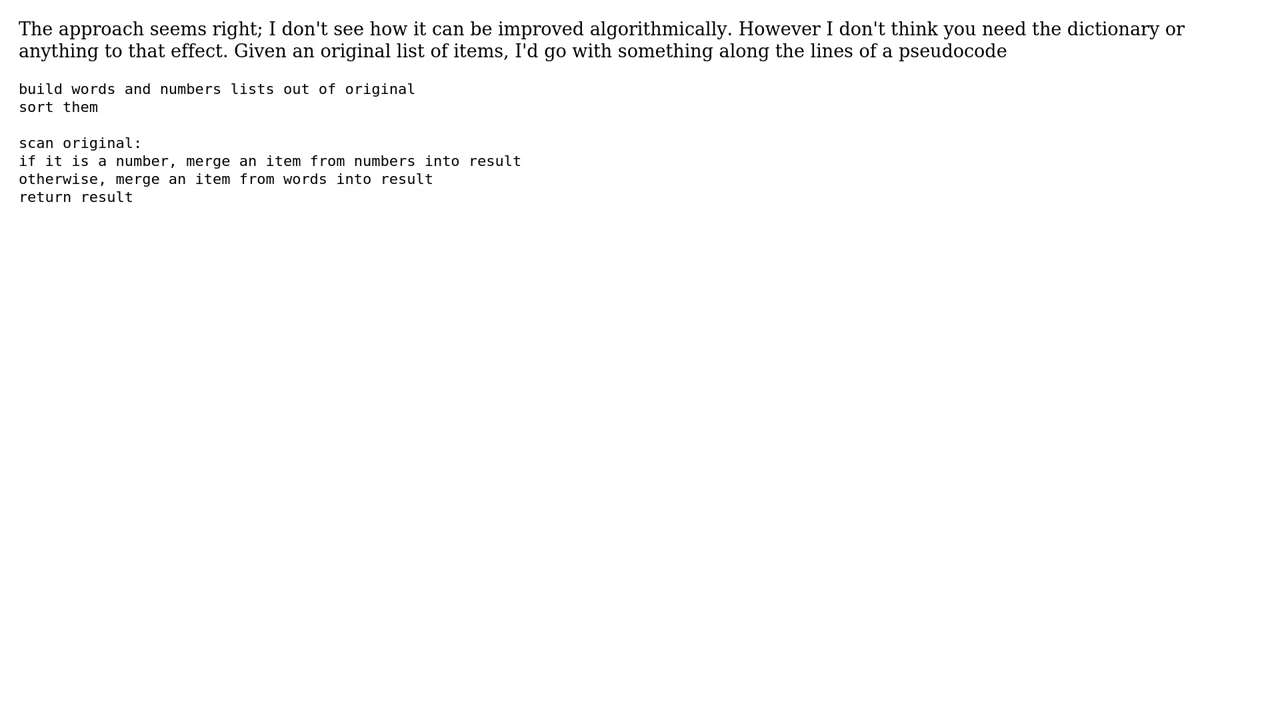 The approach seems right; I don't see how it can be improved algorithmically. However I don't think you need the dictionary or
anything to that effect. Given an original list of items, I'd go with something along the lines of a pseudocode
build words and numbers lists out of original
sort them
scan original:
if it is a number, merge an item from numbers into result
otherwise, merge an item from words into result
return result